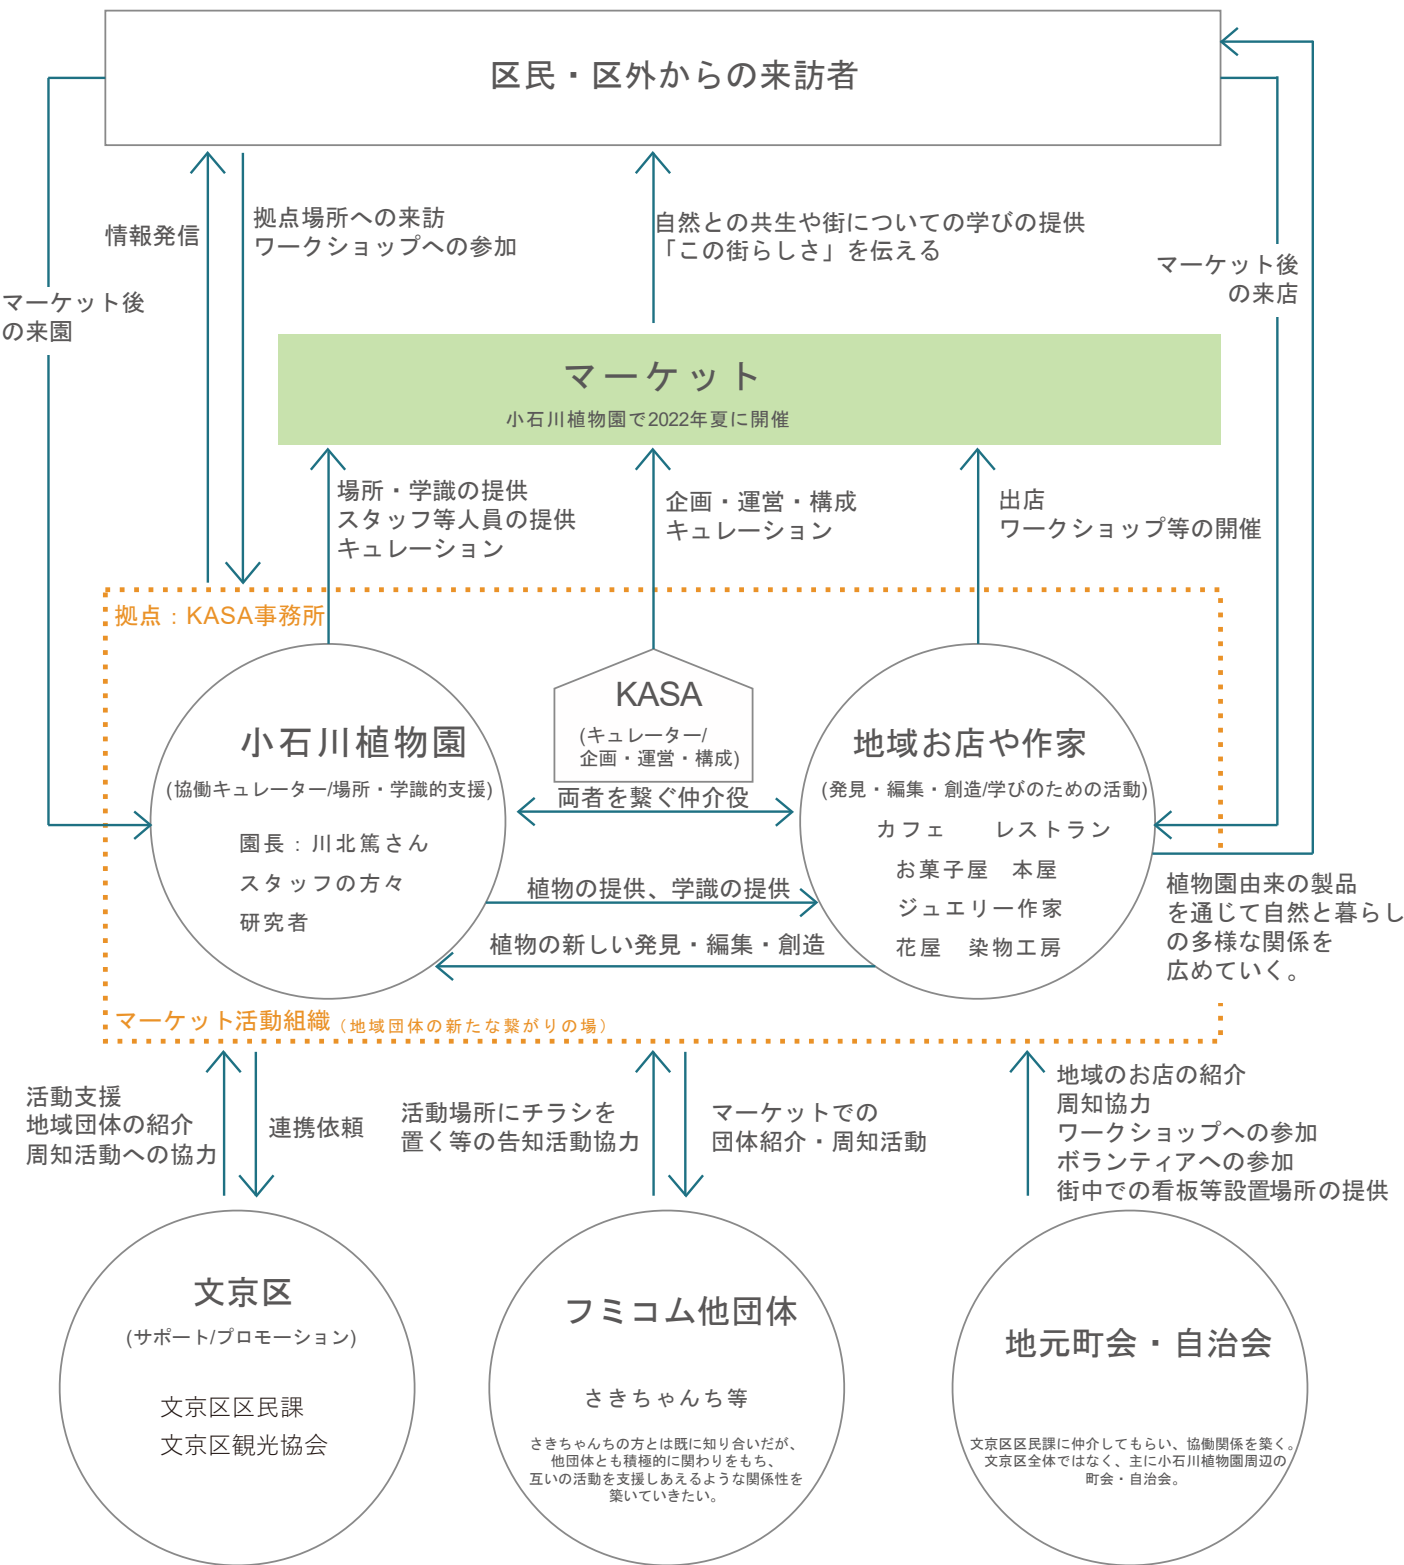 区民・区外からの来訪者
情報発信
拠点場所への来訪
ワークショップへの参加
自然との共生や街についての学びの提供
「この街らしさ」を伝える
マーケット後
の来店
マーケット後
の来園
マーケット
小石川植物園で2022年夏に開催
場所・学識の提供
スタッフ等人員の提供
キュレーション
企画・運営・構成
キュレーション
出店
ワークショップ等の開催
拠点：KASA事務所
小石川植物園
(協働キュレーター/場所・学識的支援)
園長：川北篤さん
スタッフの方々
研究者
KASA
(キュレーター/
企画・運営・構成)
両者を繋ぐ仲介役
地域お店や作家
(発見・編集・創造/学びのための活動)
カフェ　レストラン
お菓子屋　本屋
ジュエリー作家
花屋　染物工房
植物の提供、学識の提供
植物の新しい発見・編集・創造
植物園由来の製品
を通じて自然と暮らし
の多様な関係を
広めていく。
マーケット活動組織（地域団体の新たな繋がりの場）
活動支援
地域団体の紹介
周知活動への協力
連携依頼
活動場所にチラシを
置く等の告知活動協力
マーケットでの
団体紹介・周知活動
地域のお店の紹介
周知協力
ワークショップへの参加
ボランティアへの参加
街中での看板等設置場所の提供
文京区
(サポート/プロモーション)
文京区区民課
文京区観光協会
フミコム他団体
さきちゃんち等
さきちゃんちの方とは既に知り合いだが、
他団体とも積極的に関わりをもち、
互いの活動を支援しあえるような関係性を
築いていきたい。
地元町会・自治会
文京区区民課に仲介してもらい、協働関係を築く。
文京区全体ではなく、主に小石川植物園周辺の
町会・自治会。